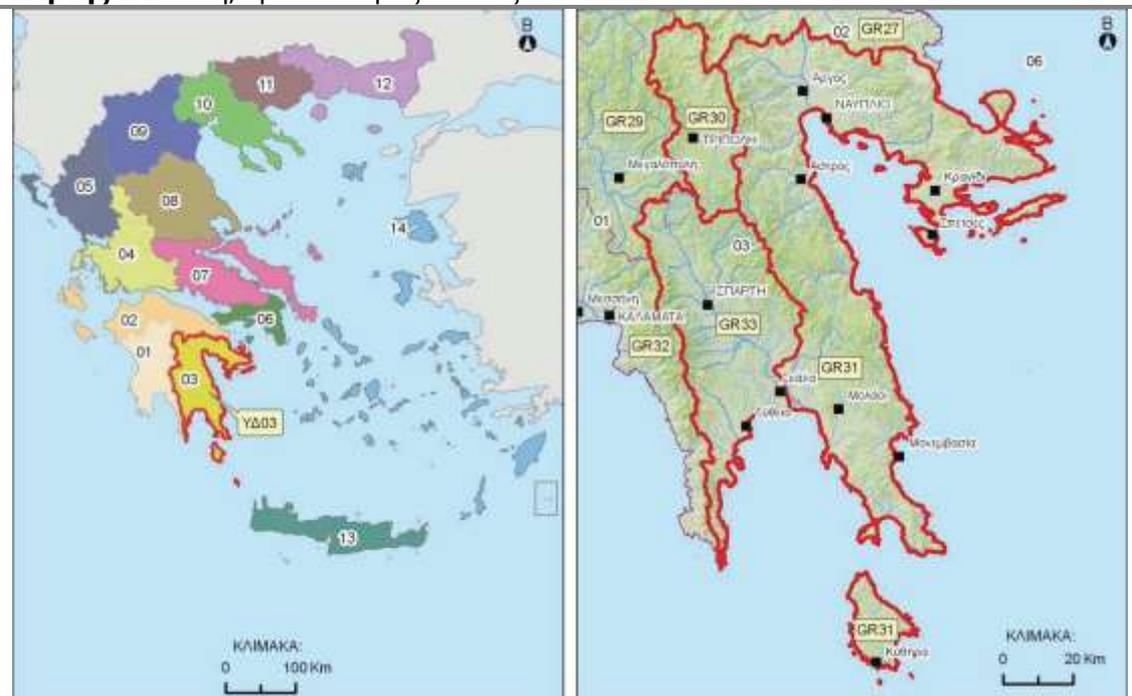 B
11
12
10
09
05
08
14
04
07
02
06
01
03
ΥΔ03
13
ΚΛΙΜΑΚΑ:
0 100 Km
B
02 GR27
06
Άργος
ΝΑΥΠΛΙΟ
GR29
GR30
ΤΡΙΠΟΛΗ
Μεγαλόπολη
Άστρος
Κρανίδι
Σπέτσες
01
03
ΣΠΑΡΤΗ
Μεσσήνη
ΚΑΛΑΜΑΤΑ
GR33
GR32
GR31
Σκάλα
Μολάοι
Γύθειο
Μονεμβασία
GR31
Κύθηρα
ΚΛΙΜΑΚΑ:
0 20 Km